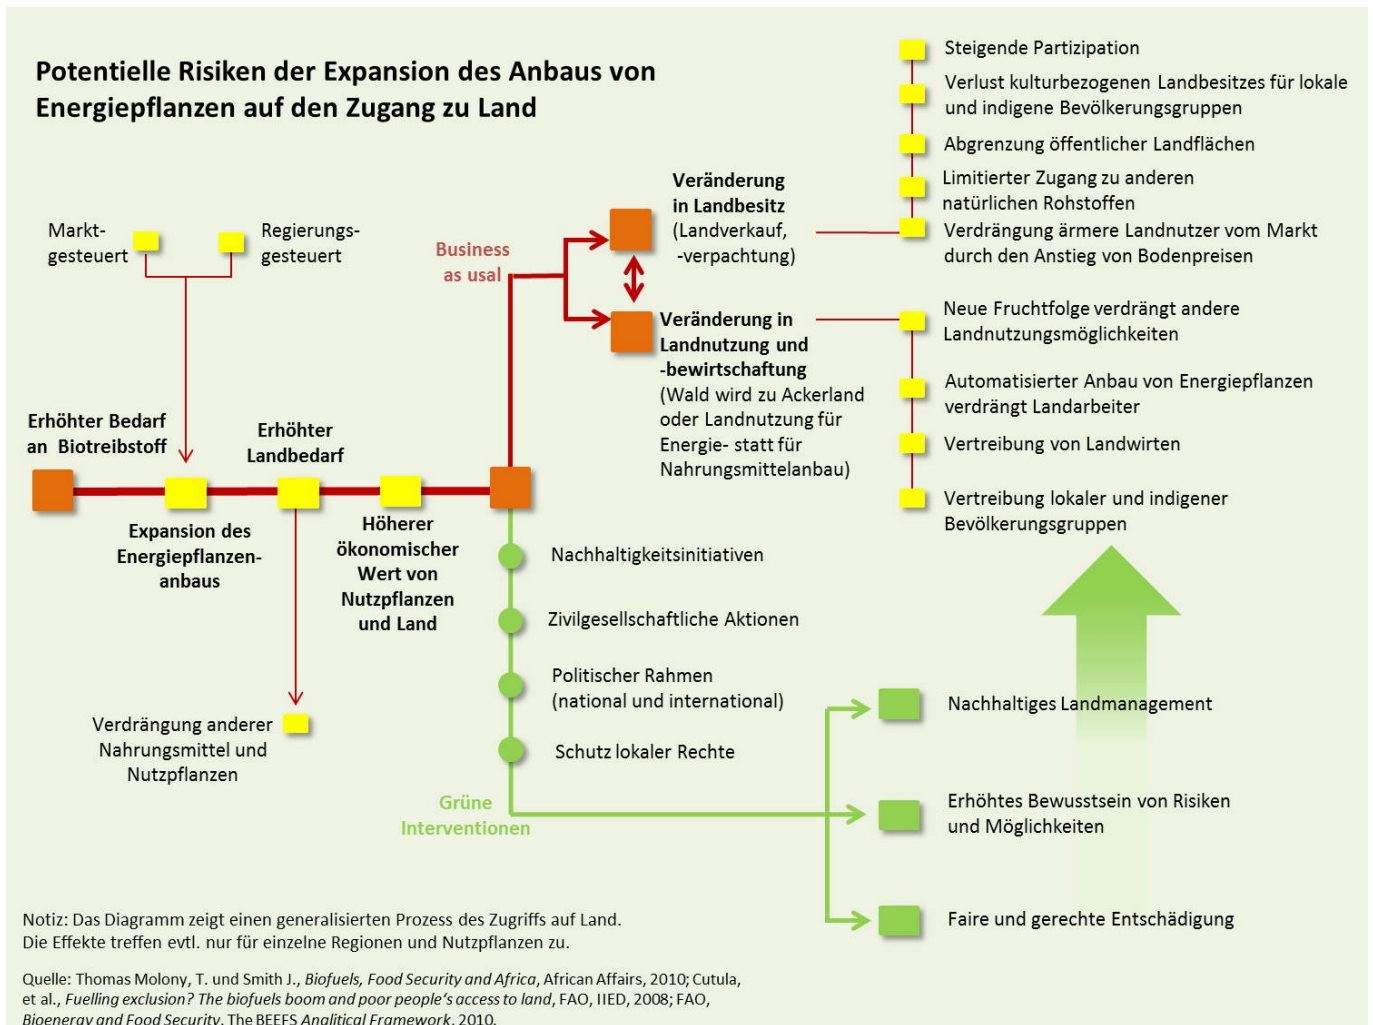 Potentielle Risiken der Expansion des Anbaus von
Energiepflanzen auf den Zugang zu Land
Markt-
gesteuert
Regierungs-
gesteuert
Erhöhter Bedarf
an Biotreibstoff
Expansion des
Energiepflanzen-
anbaus
Erhöhter
Landbedarf
Verdrängung anderer
Nahrungsmittel und
Nutzpflanzen
Höherer
ökonomischer
Wert von
Nutzpflanzen
und Land
Business
as usal
Veränderung
in Landbesitz
(Landverkauf,
-verpachtung)
Veränderung in
Landnutzung und
-bewirtschaftung
(Wald wird zu Ackerland
oder Landnutzung für
Energie- statt für
Nahrungsmittelanbau)
Steigende Partizipation
Verlust kulturbezogenen Landbesitzes für lokale
und indigene Bevölkerungsgruppen
Abgrenzung öffentlicher Landflächen
Limitierter Zugang zu anderen
natürlichen Rohstoffen
Verdrängung ärmere Landnutzer vom Markt
durch den Anstieg von Bodenpreisen
Neue Fruchtfolge verdrängt andere
Landnutzungsmöglichkeiten
Automatisierter Anbau von Energiepflanzen
verdrängt Landarbeiter
Vertreibung von Landwirten
Vertreibung lokaler und indigener
Bevölkerungsgruppen
Nachhaltigkeitsinitiativen
Zivilgesellschaftliche Aktionen
Politischer Rahmen
(national und international)
Schutz lokaler Rechte
Grüne
Interventionen
Nachhaltiges Landmanagement
Erhöhtes Bewusstsein von Risiken
und Möglichkeiten
Faire und gerechte Entschädigung
Notiz: Das Diagramm zeigt einen generalisierten Prozess des Zugriffs auf Land.
Die Effekte treffen evtl. nur für einzelne Regionen und Nutzpflanzen zu.
Quelle: Thomas Molony, T. und Smith J., Biofuels, Food Security and Africa, African Affairs, 2010; Cutula,
et al., Fuelling exclusion? The biofuels boom and poor people's access to land, FAO, IIED, 2008; FAO,
Bioenergy and Food Security. The BEEFS Analitical Framework, 2010.